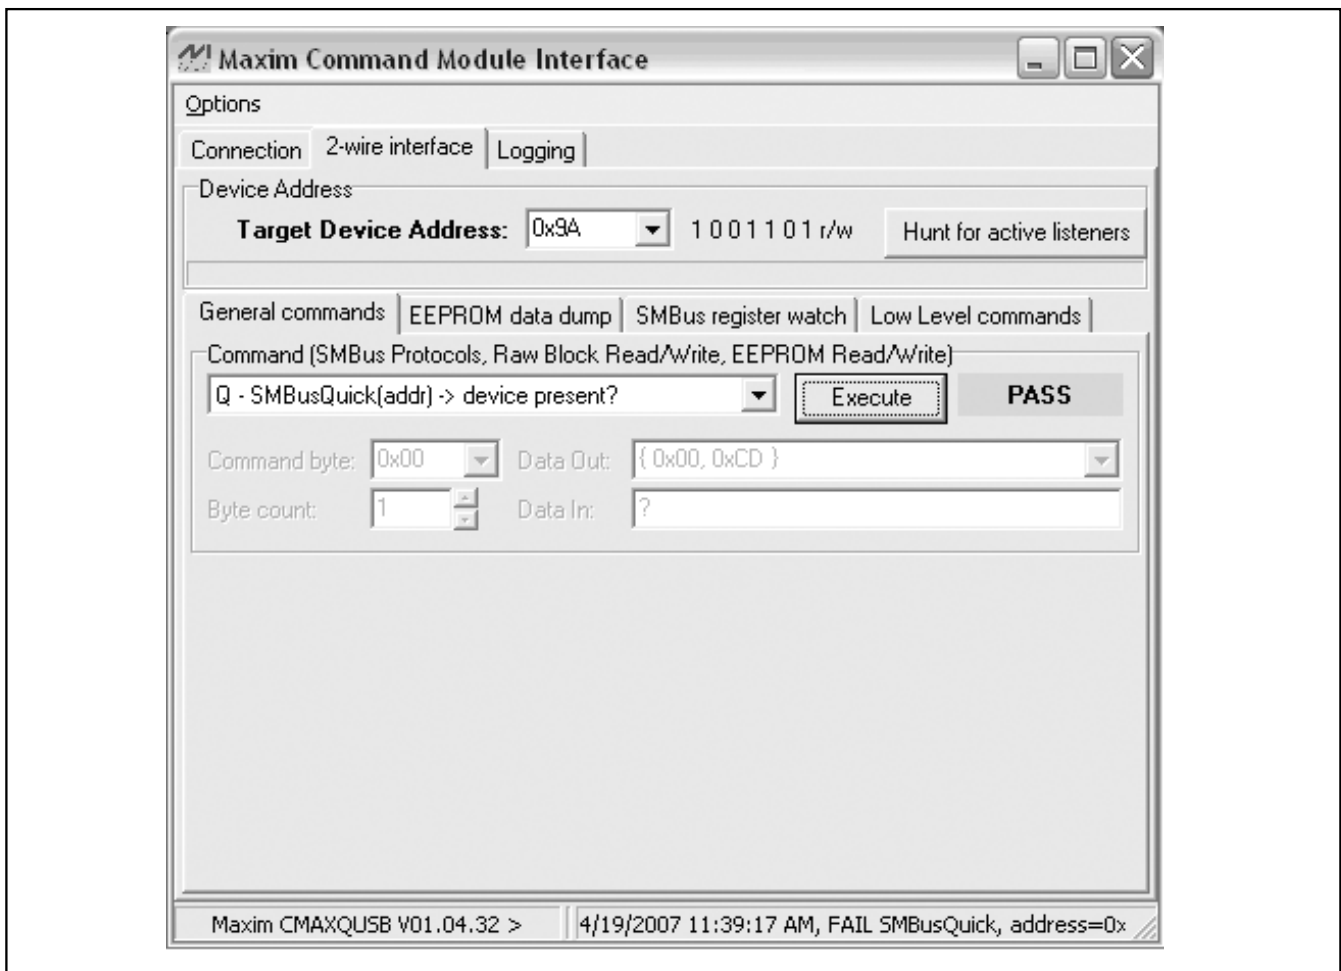 Maxim Command Module Interface
Options
Connection 2-wire interface Logging
Device Address
Target Device Address: 0x9A 1 0 0 1 1 0 1 r/w Hunt for active listeners
General commands EEPROM data dump SMBus register watch Low Level commands
Command (SMBus Protocols, Raw Block Read/Write, EEPROM Read/Write)
Q - SMBusQuick(addr) -> device present? Execute PASS
Command byte: 0x00 Data Out: { 0x00, 0xCD }
Byte count: 1 Data In: ?
Maxim CMAXQUSB V01.04.32 > 4/19/2007 11:39:17 AM, FAIL SMBusQuick, address=0x